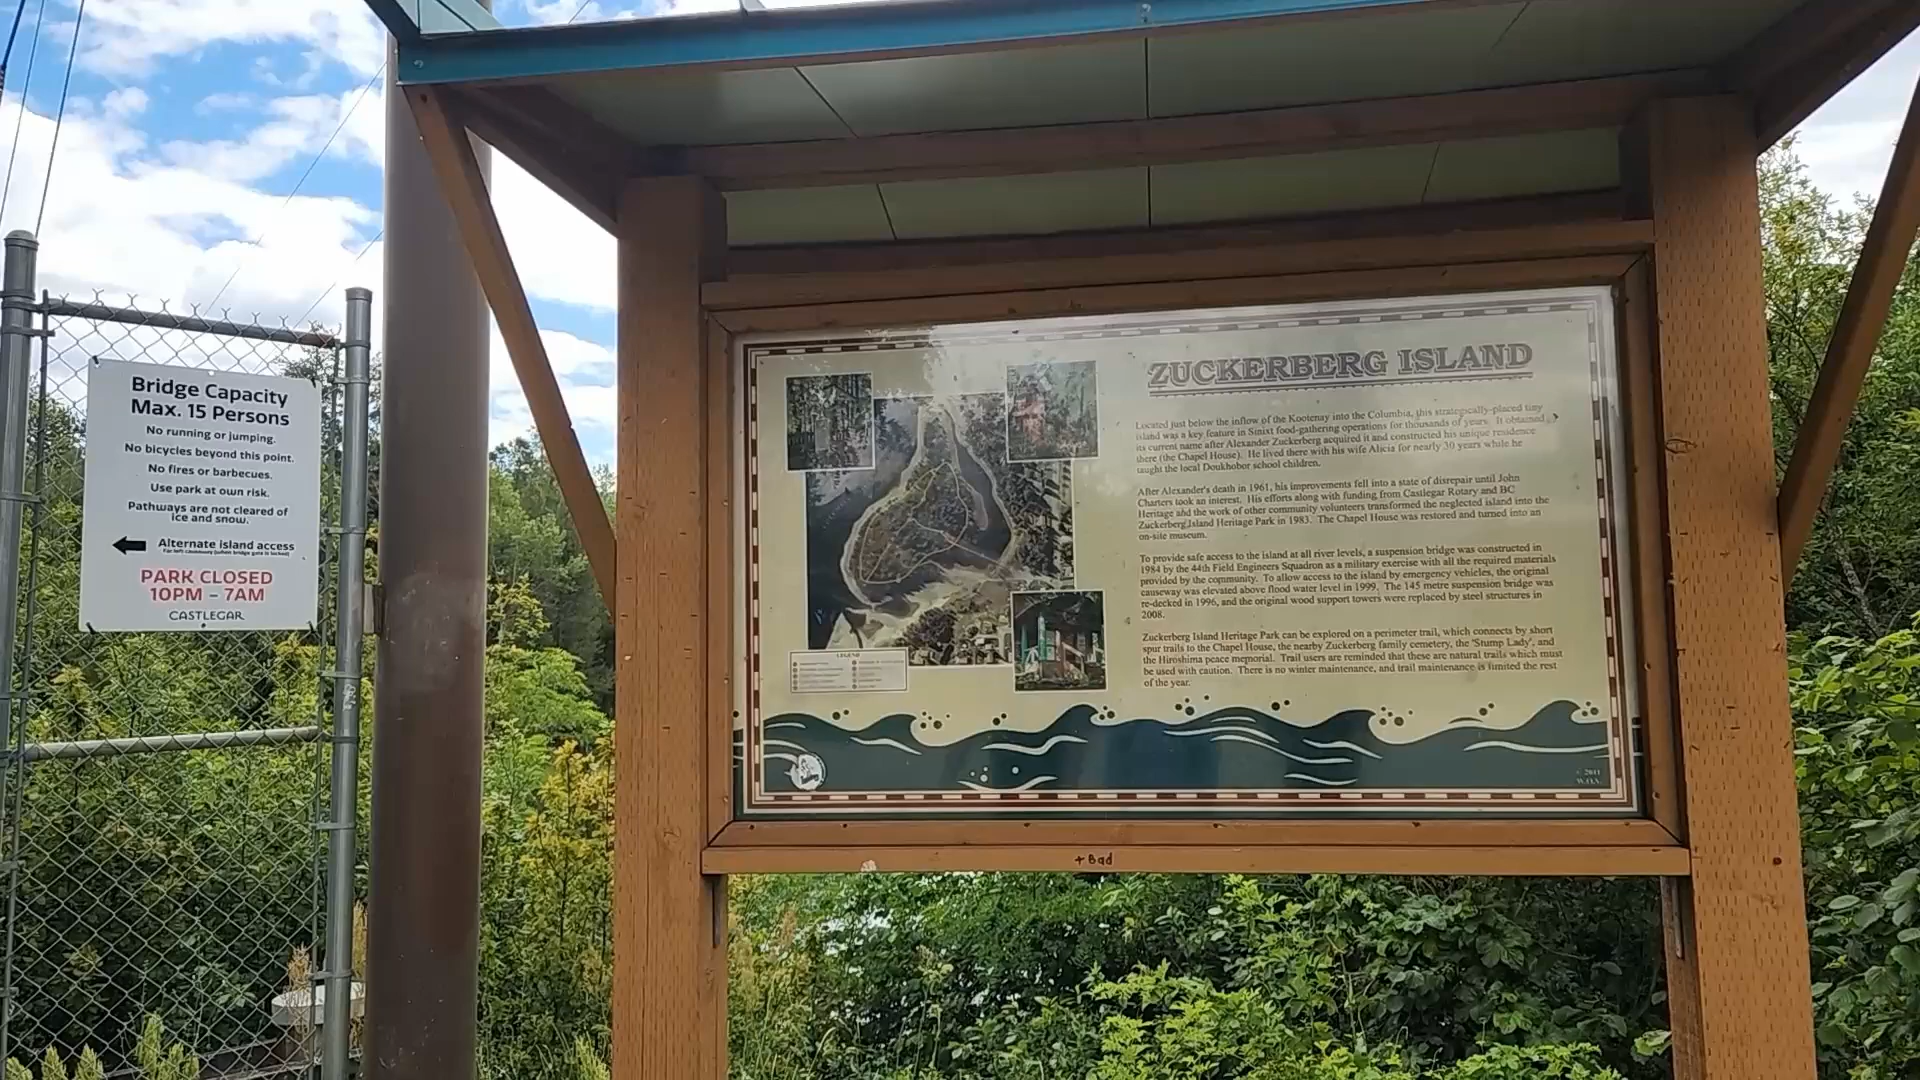 Bridge Capacity
Max. 15 Persons
No running or jumping.
No bicycles beyond this point.
No fires or barbecues.
Use park at own risk.
Pathways are not cleared of
ice and snow.
Alternate island access
PARK CLOSED
10PM – 7AM
CASTLEGAR
ZUCKERBERG ISLAND
Located just below the inflow of the Kootenay into the Columbia, this strategically-placed tiny
island was a key feature in Sinixt food-gathering operations for thousands of years. It obtained
its current name after Alexander Zuckerberg acquired it and constructed his unique residence
there (the Chapel House). He lived there with his wife Alicia for nearly 30 years while he
taught the local Doukhobor school children.
After Alexander's death in 1961, his improvements fell into a state of disrepair until John
Charters took an interest. His efforts along with funding from Castlegar Rotary and BC
Heritage and the work of other community volunteers transformed the neglected island into the
Zuckerberg Island Heritage Park in 1983. The Chapel House was restored and turned into an
on-site museum.
To provide safe access to the island at all river levels, a suspension bridge was constructed in
1984 by the 44th Field Engineers Squadron as a military exercise with all the required materials
provided by the community. To allow access to the island by emergency vehicles, the original
causeway was elevated above flood water level in 1999. The 145 metre suspension bridge was
re-decked in 1996, and the original wood support towers were replaced by steel structures in
2008.
Zuckerberg Island Heritage Park can be explored on a perimeter trail, which connects by short
spur trails to the Chapel House, the nearby Zuckerberg family cemetery, the 'Stump Lady', and
the Hiroshima peace memorial. Trail users are reminded that these are natural trails which must
be used with caution. There is no winter maintenance, and trail maintenance is limited the rest
of the year.
LEGEND
© 2011
+Bad